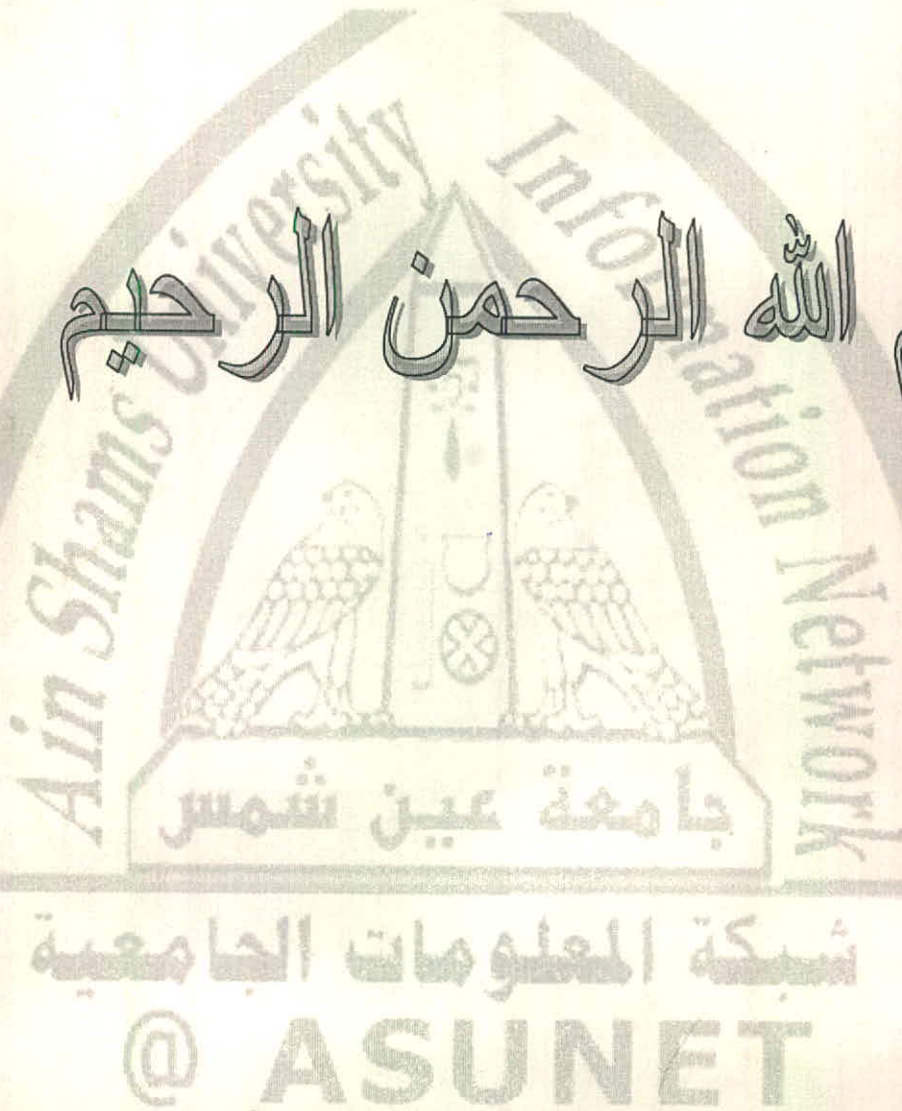 الله الرحمن الرحيم
Ain Shams University Information Network
جامعة عين شمس
شبكة المعلومات الجامعية
@ ASUNET